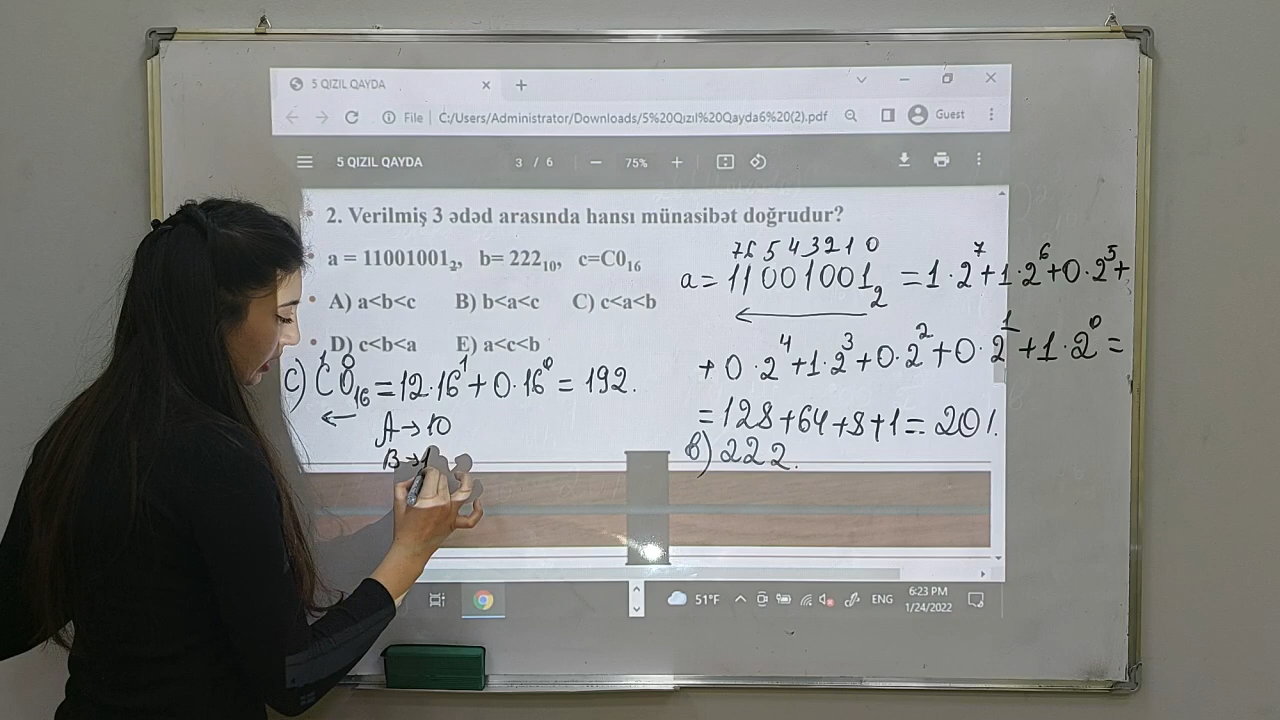 5 QIZIL QAYDA
File | C:/Users/Administrator/Downloads/5%20Qızıl%20Qayda6%20(2).pdf
Guest
5 QIZIL QAYDA
3 / 6
75%
2. Verilmiş 3 ədəd arasında hansı münasibət doğrudur?
a = 11001001₂, b= 222₁₀, c=C0₁₆
A) a<b<c B) b<a<c C) c<a<b
D) c<b<a E) a<c<b
7 6 5 4 3 2 1 0
a = 11001001₂ = 1·2⁷+1·2⁶+0·2⁵+
+0·2⁴+1·2³+0·2²+0·2¹+1·2⁰=
=128+64+8+1=201.
b) 222.
1 0
c) C0₁₆=12·16¹+0·16⁰=192.
A→10
B→1
51°F
ENG
6:23 PM
1/24/2022